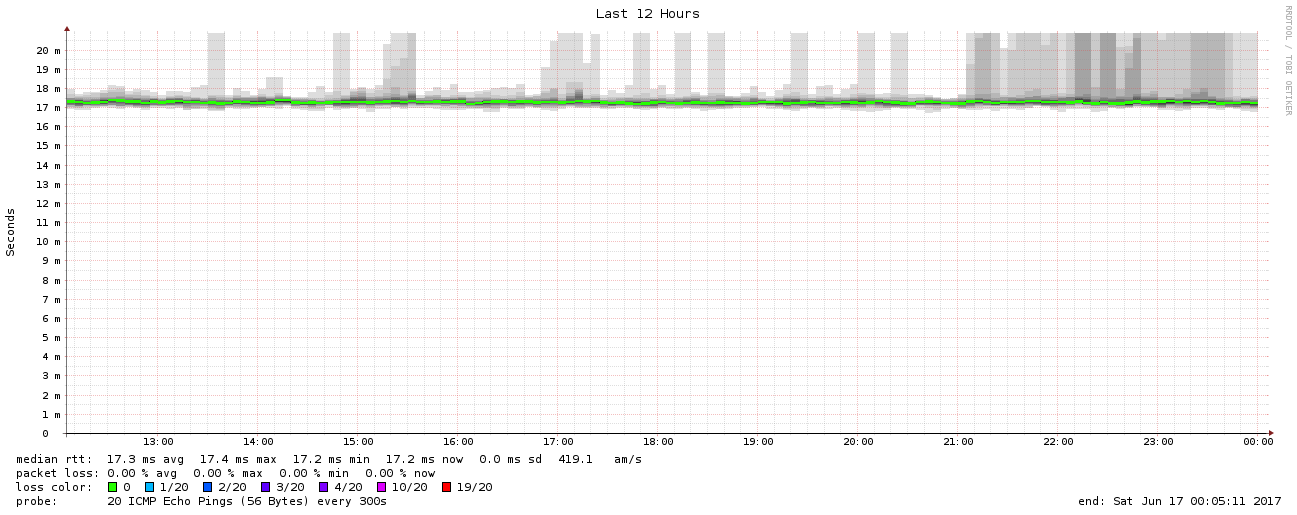 Last 12 Hours
RRDTOOL / TOBI OETIKER
Seconds
20 m
19 m
18 m
17 m
16 m
15 m
14 m
13 m
12 m
11 m
10 m
9 m
8 m
7 m
6 m
5 m
4 m
3 m
2 m
1 m
0
13:00 14:00 15:00 16:00 17:00 18:00 19:00 20:00 21:00 22:00 23:00 00:00
median rtt: 17.3 ms avg 17.4 ms max 17.2 ms min 17.2 ms now 0.0 ms sd 419.1 am/s
packet loss: 0.00 % avg 0.00 % max 0.00 % min 0.00 % now
loss color: 0 1/20 2/20 3/20 4/20 10/20 19/20
probe: 20 ICMP Echo Pings (56 Bytes) every 300s end: Sat Jun 17 00:05:11 2017